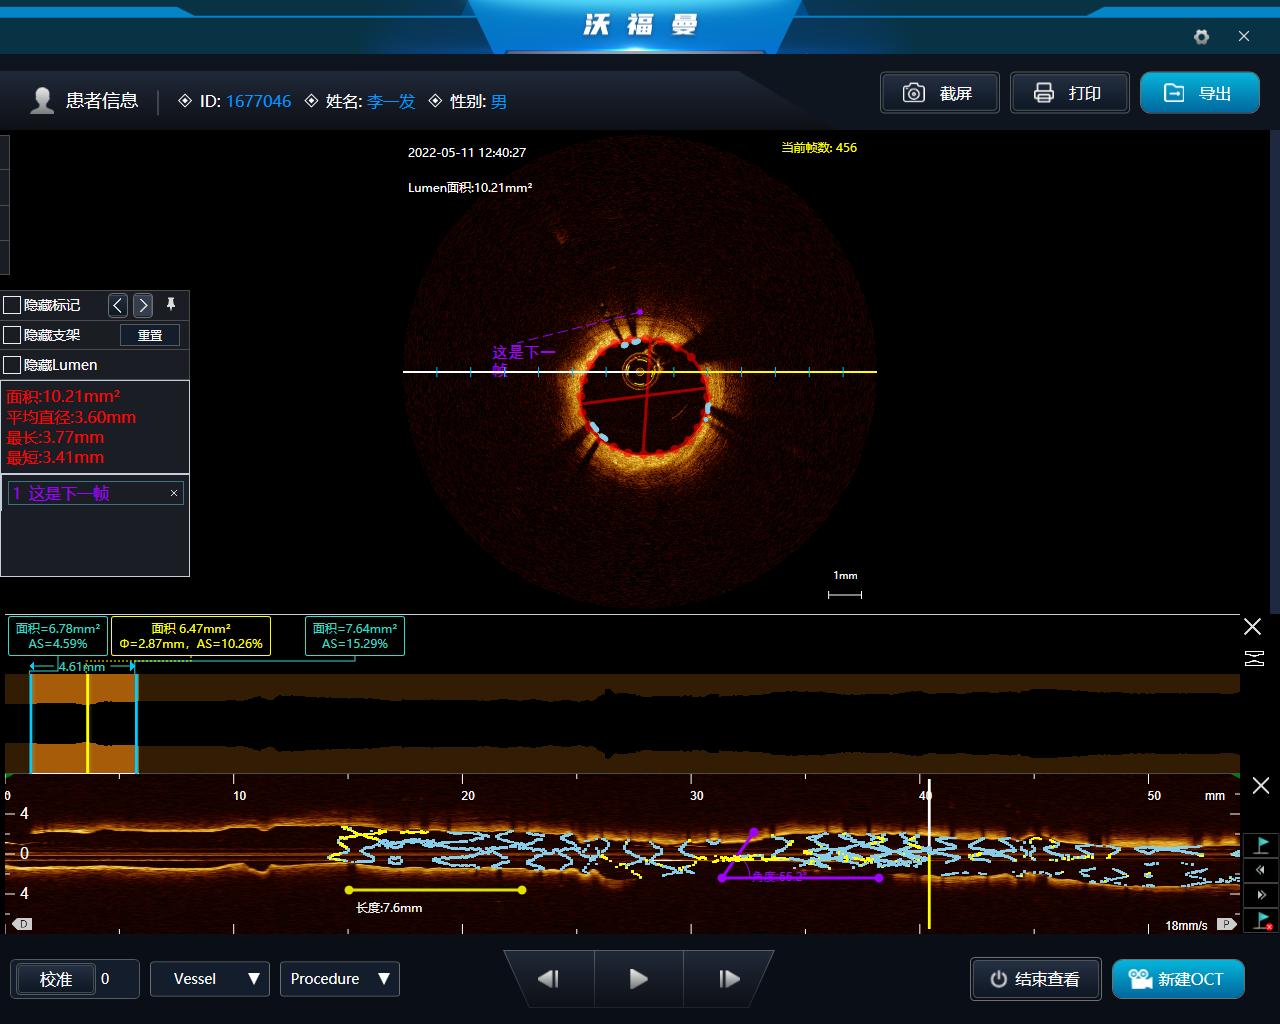 沃福曼
患者信息 ID: 1677046 姓名: 李一发 性别: 男
截屏 打印 导出
2022-05-11 12:40:27
当前帧数: 456
Lumen面积:10.21mm²
隐藏标记
隐藏支架 重置
隐藏Lumen
面积:10.21mm²
平均直径:3.60mm
最长:3.77mm
最短:3.41mm
1 这是下一帧 ×
这是下一
帧
1mm
面积=6.78mm²
AS=4.59%
面积 6.47mm²
Φ=2.87mm，AS=10.26%
面积=7.64mm²
AS=15.29%
4.61mm
0 10 20 30 40 50 mm
4
0
4
角度:55.2°
长度:7.6mm
D
18mm/s P
校准 0 Vessel Procedure
结束查看 新建OCT